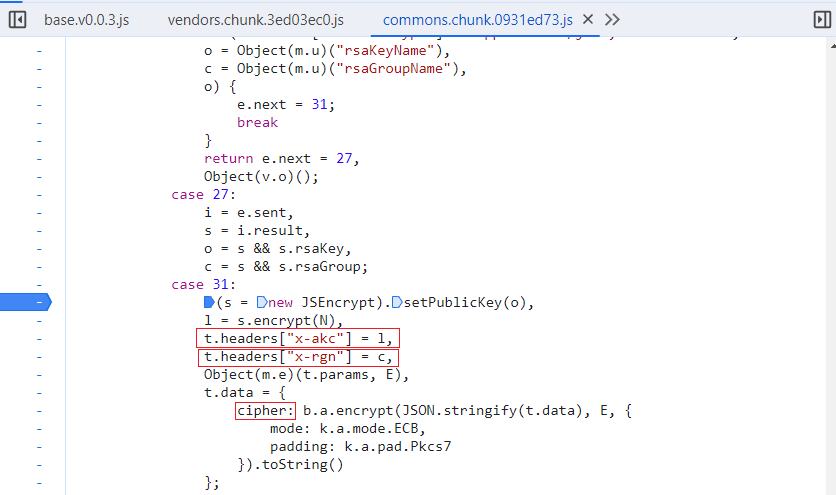 base.v0.0.3.js vendors.chunk.3ed03ec0.js commons.chunk.0931ed73.js
o = Object(m.u)("rsaKeyName"),
c = Object(m.u)("rsaGroupName"),
o) {
e.next = 31;
break
}
return e.next = 27,
Object(v.o)();
case 27:
i = e.sent,
s = i.result,
o = s && s.rsaKey,
c = s && s.rsaGroup;
case 31:
(s = new JSEncrypt).setPublicKey(o),
l = s.encrypt(N),
t.headers["x-akc"] = l,
t.headers["x-rgn"] = c,
Object(m.e)(t.params, E),
t.data = {
cipher: b.a.encrypt(JSON.stringify(t.data), E, {
mode: k.a.mode.ECB,
padding: k.a.pad.Pkcs7
}).toString()
};